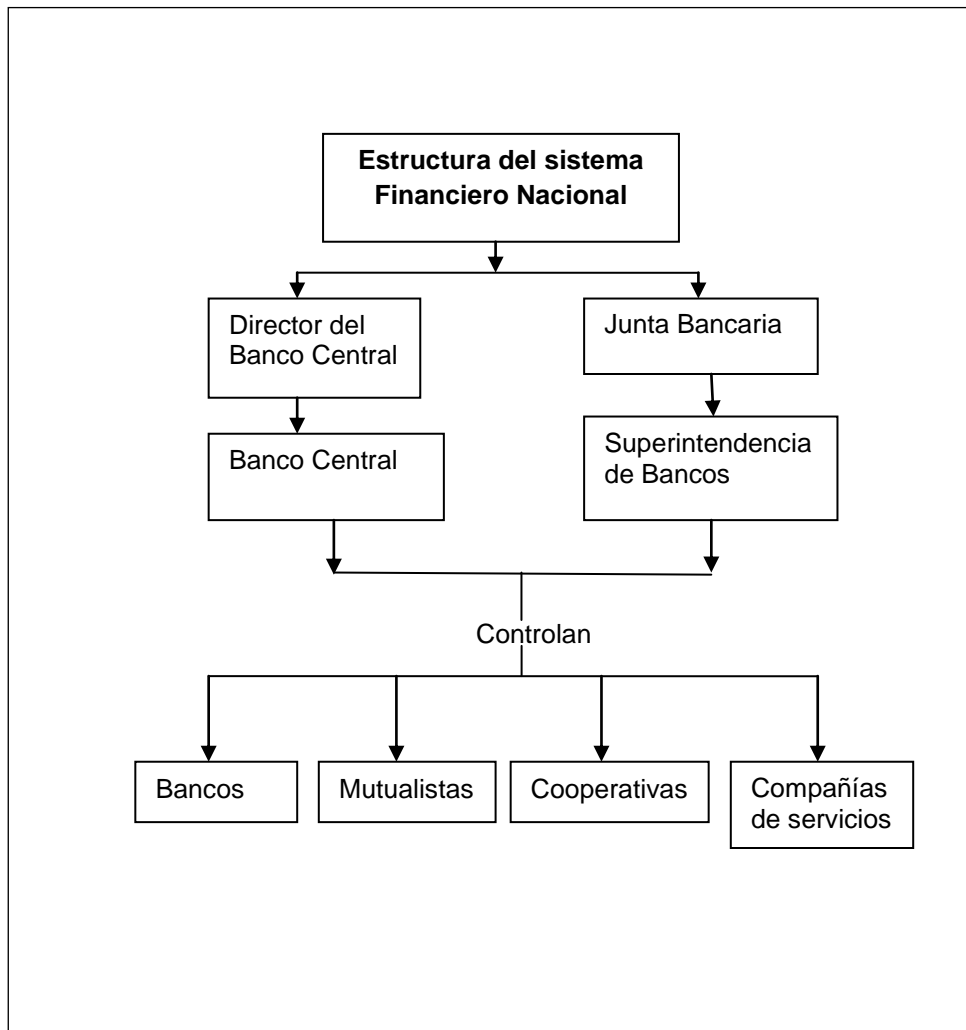 Estructura del sistema
Financiero Nacional
Director del
Banco Central
Junta Bancaria
Banco Central
Superintendencia
de Bancos
Controlan
Bancos
Mutualistas
Cooperativas
Compañías
de servicios